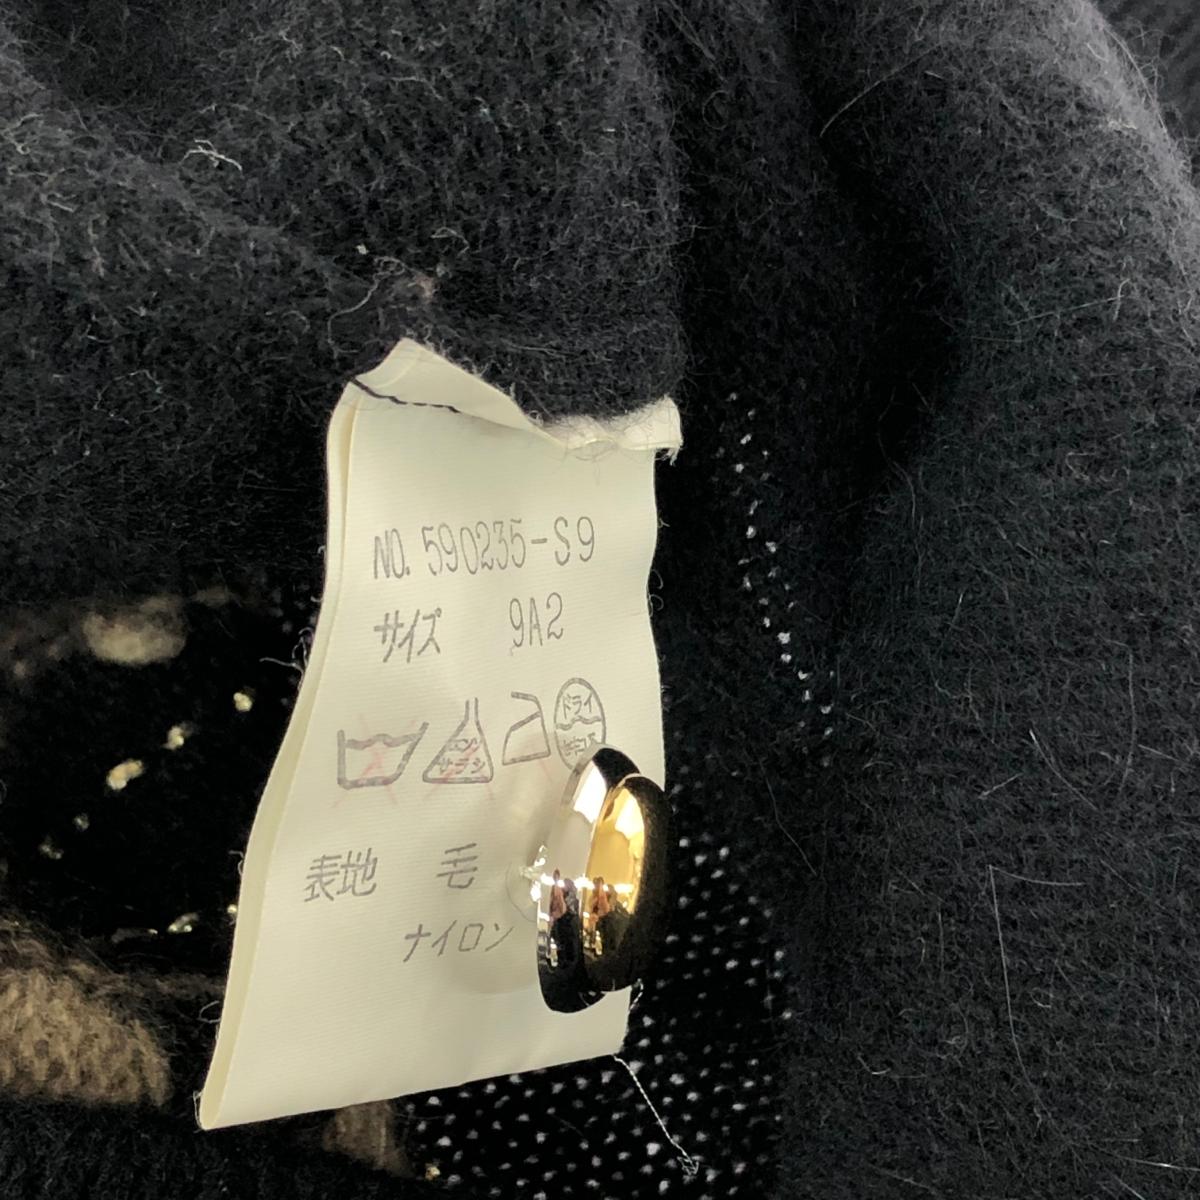 NO. 590235-S9
サイズ 9A2
エンソ サラシ ドライ
表地 毛
ナイロン